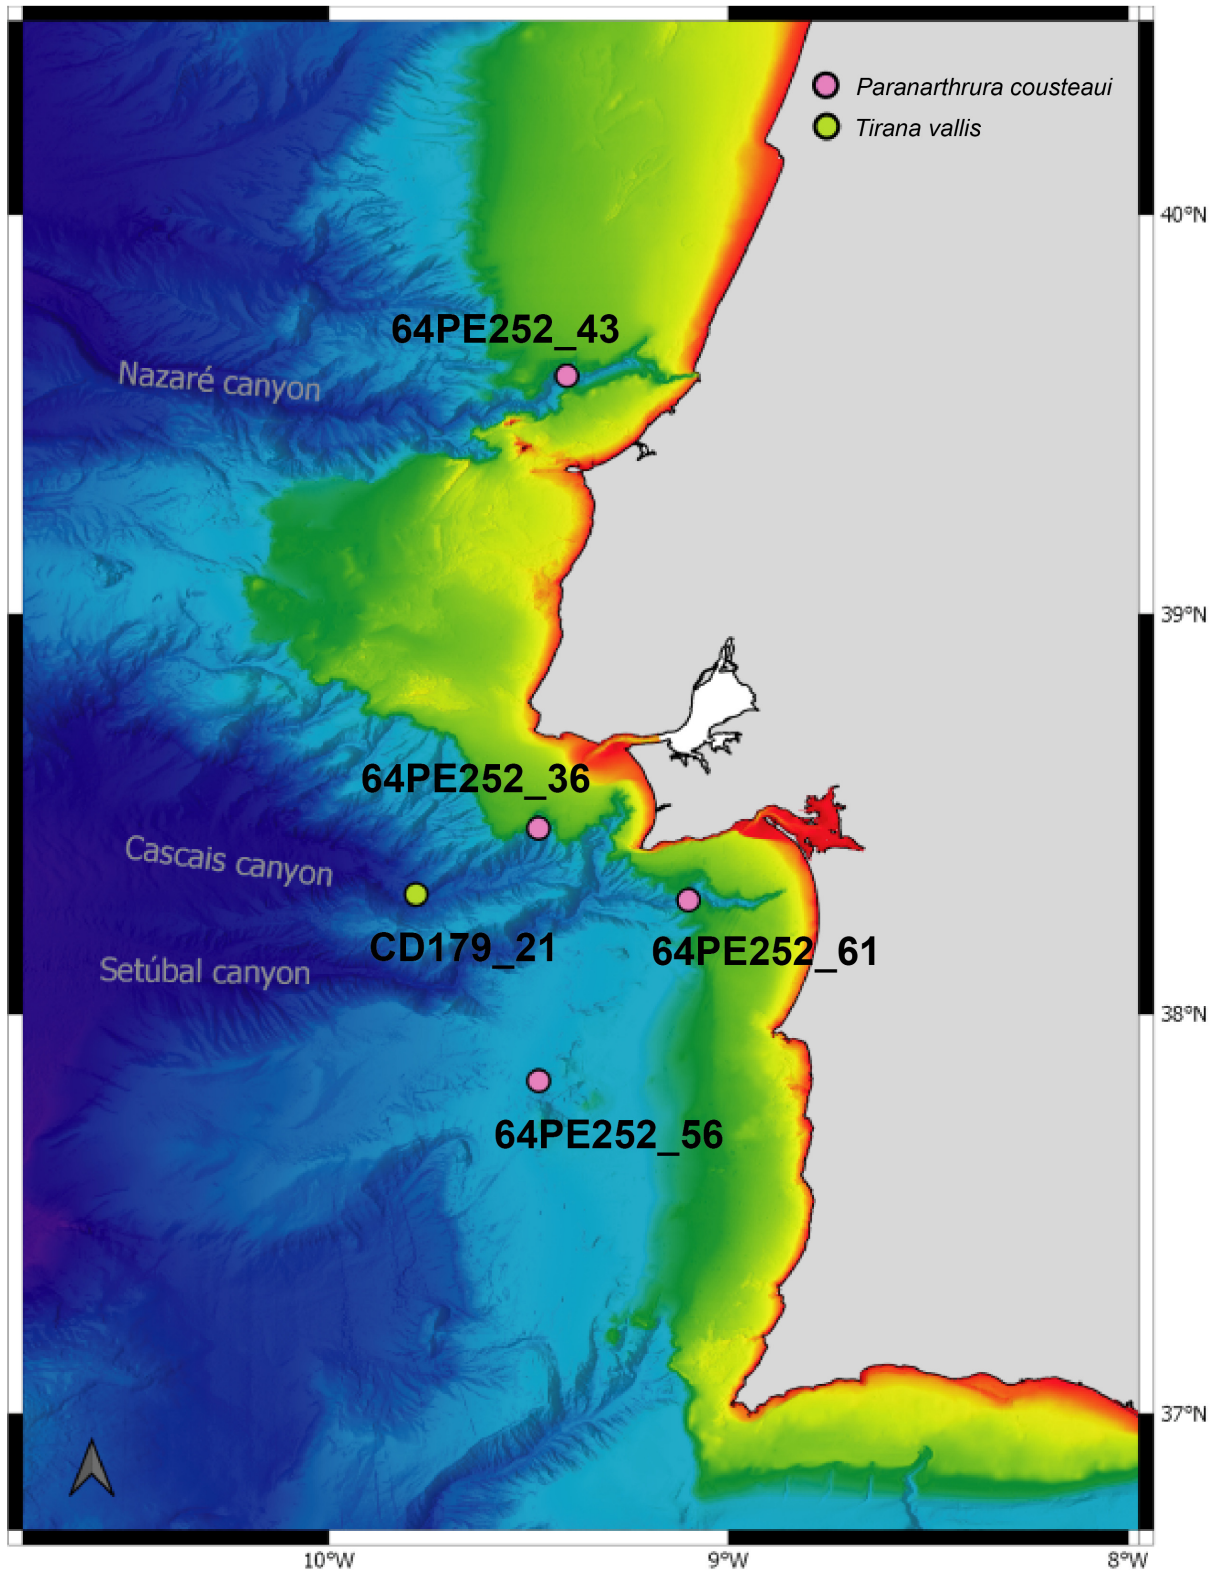 Paranarthrura cousteaui
Tirana vallis
40°N
64PE252_43
Nazaré canyon
39°N
64PE252_36
Cascais canyon
CD179_21
64PE252_61
Setúbal canyon
38°N
64PE252_56
37°N
10°W
9°W
8°W